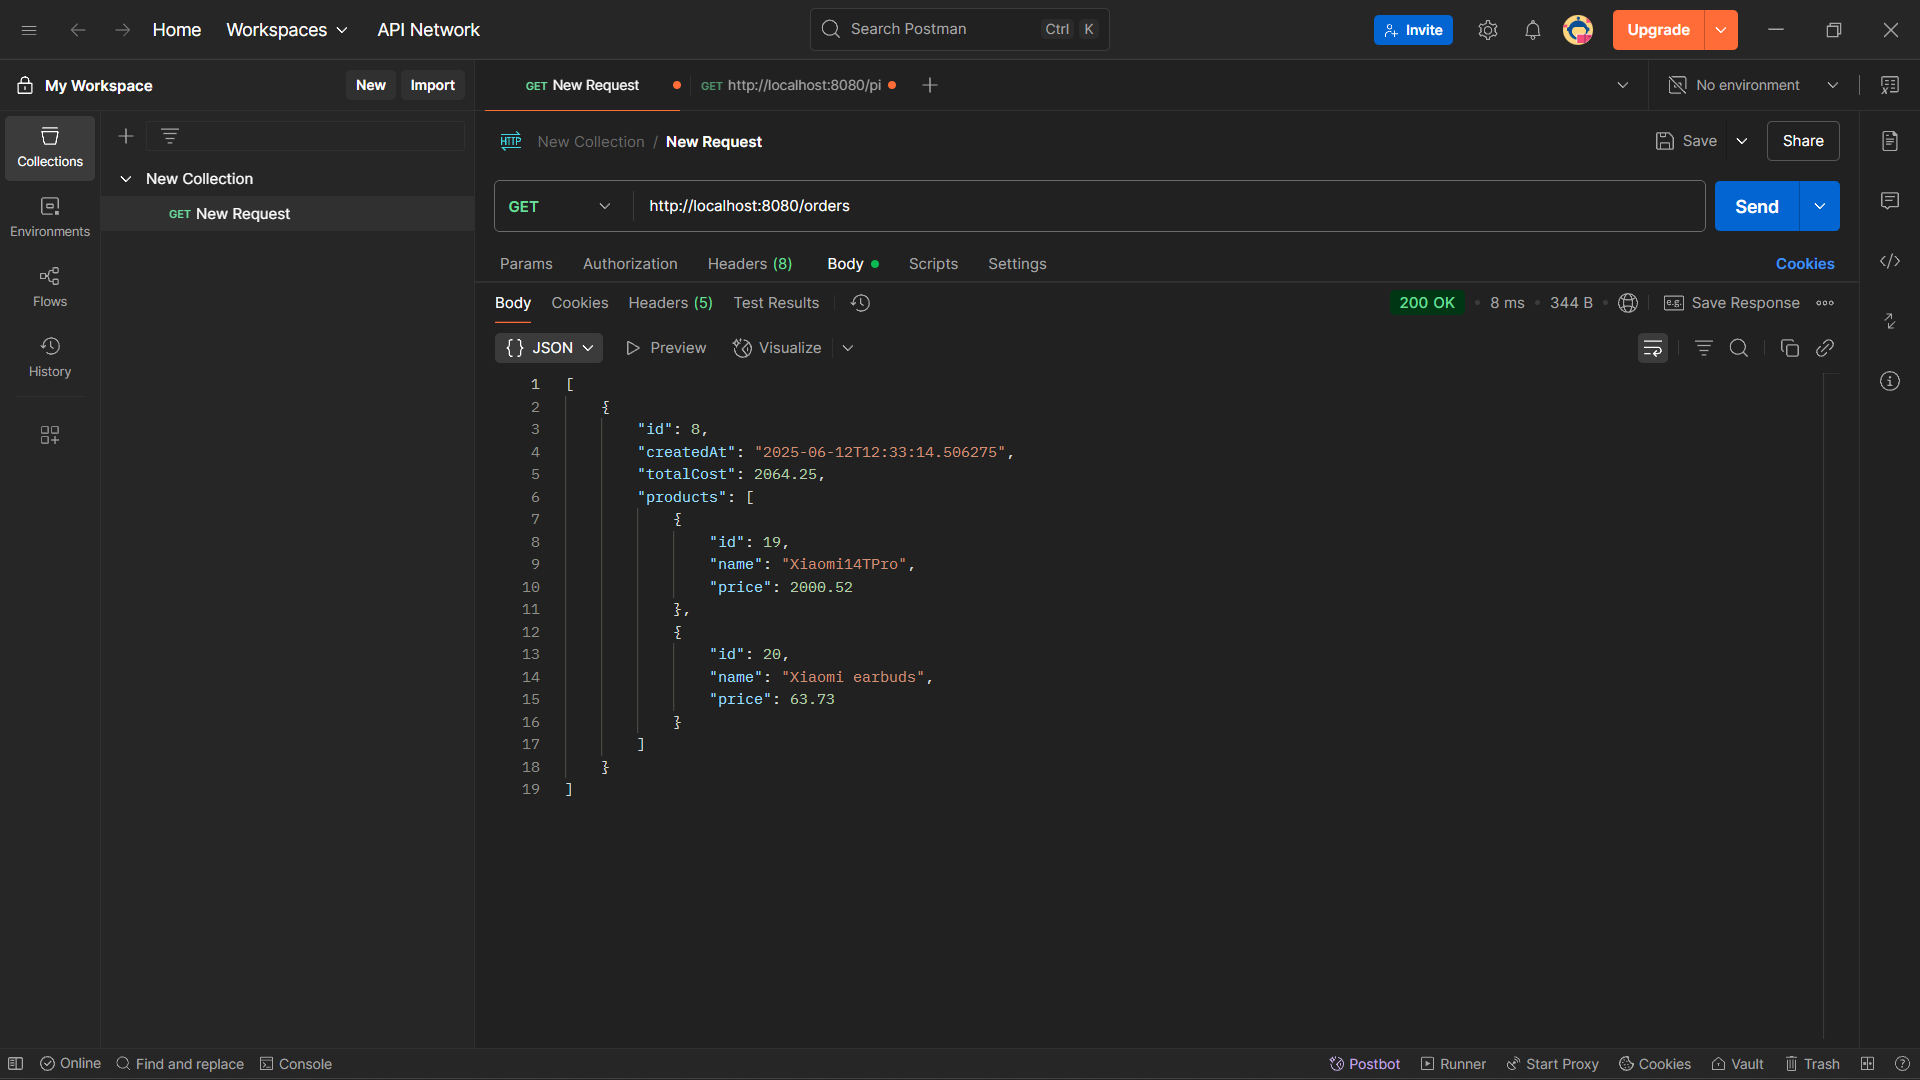 Home Workspaces API Network Search Postman Ctrl K Invite Upgrade
My Workspace New Import GET New Request GET http://localhost:8080/pi No environment
Collections
Environments
Flows
History
New Collection
GET New Request
HTTP New Collection / New Request Save Share
GET http://localhost:8080/orders Send
Params Authorization Headers (8) Body Scripts Settings Cookies
Body Cookies Headers (5) Test Results 200 OK 8 ms 344 B e.g. Save Response
{} JSON Preview Visualize
1 [
2 {
3 "id": 8,
4 "createdAt": "2025-06-12T12:33:14.506275",
5 "totalCost": 2064.25,
6 "products": [
7 {
8 "id": 19,
9 "name": "Xiaomi14TPro",
10 "price": 2000.52
11 },
12 {
13 "id": 20,
14 "name": "Xiaomi earbuds",
15 "price": 63.73
16 }
17 ]
18 }
19 ]
Online Find and replace Console Postbot Runner Start Proxy Cookies Vault Trash